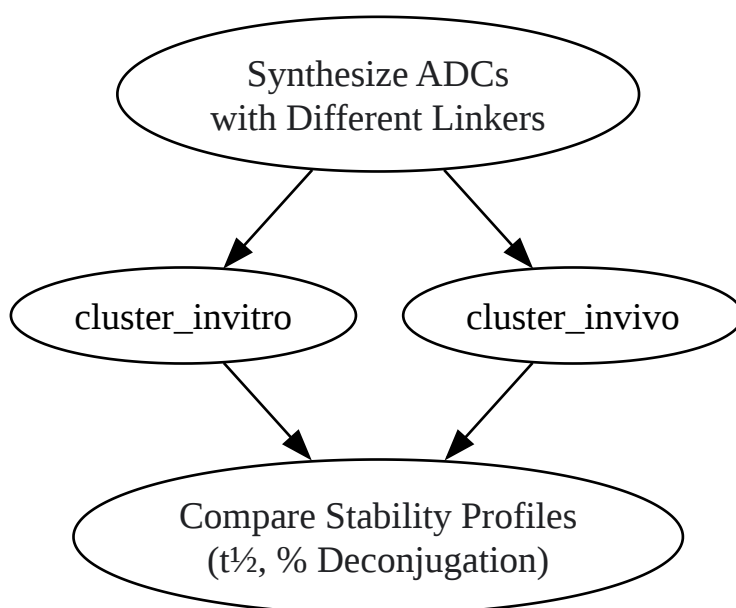 Synthesize ADCs
with Different Linkers
cluster_invitro
cluster_invivo
Compare Stability Profiles
(t½, % Deconjugation)